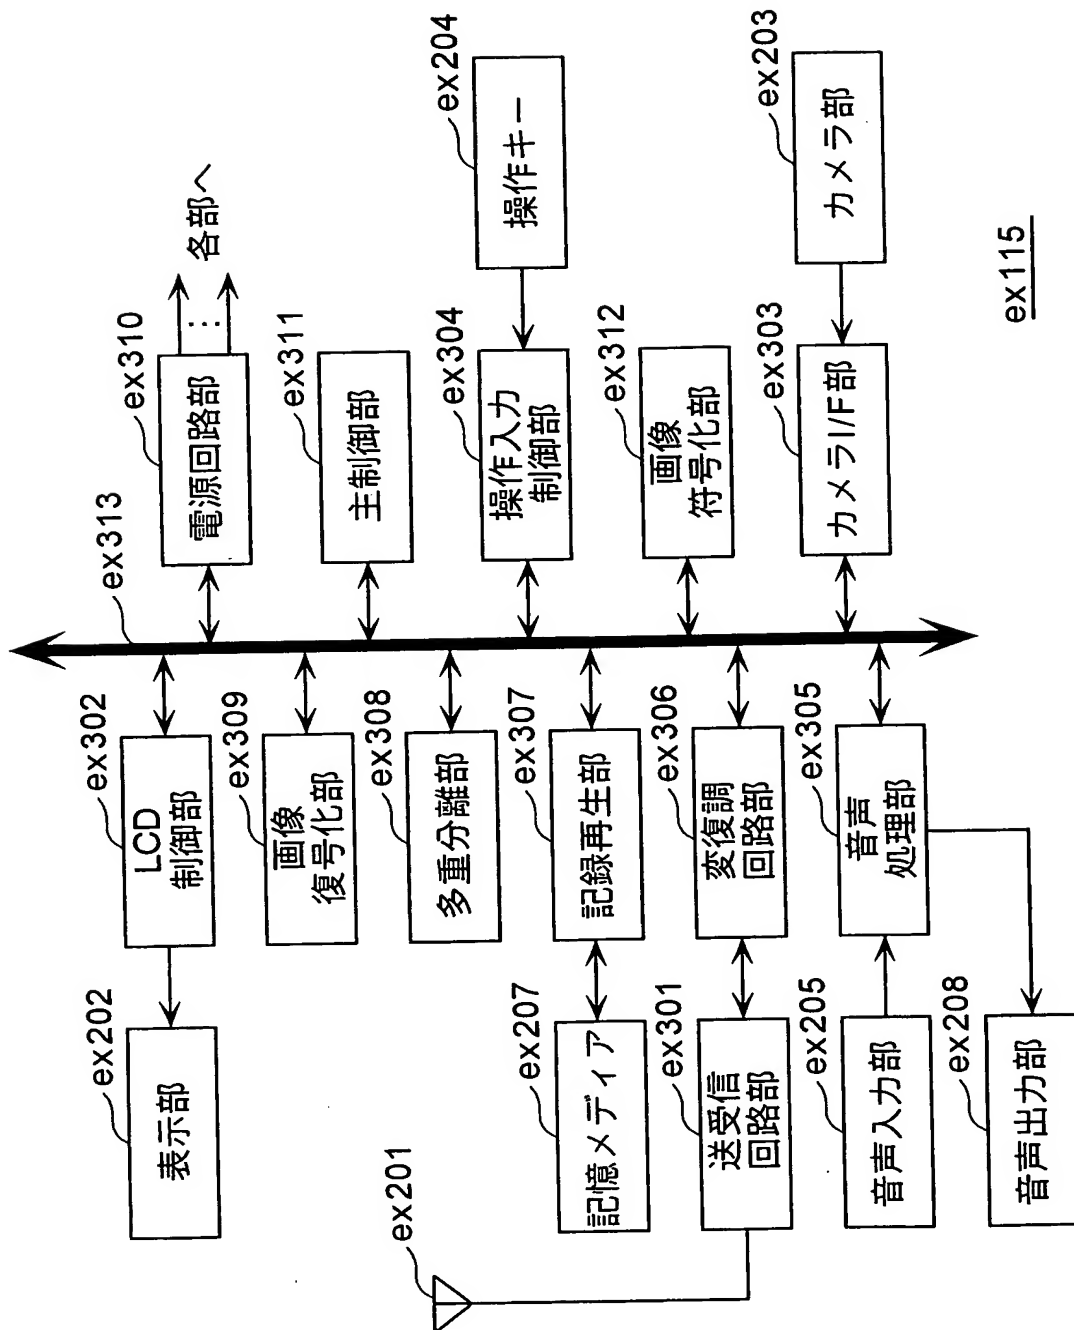 ex115
ex204
操作キー
ex203
カメラ部
各部へ
ex310
電源回路部
ex311
主制御部
ex304
操作入力
制御部
ex312
画像
符号化部
ex303
カメラI/F部
ex313
ex302
LCD
制御部
ex309
画像
復号化部
ex308
多重分離部
ex307
記録再生部
ex306
変復調
回路部
ex305
音声
処理部
ex202
表示部
ex207
記憶メディア
ex301
送受信
回路部
ex205
音声入力部
ex208
音声出力部
ex201